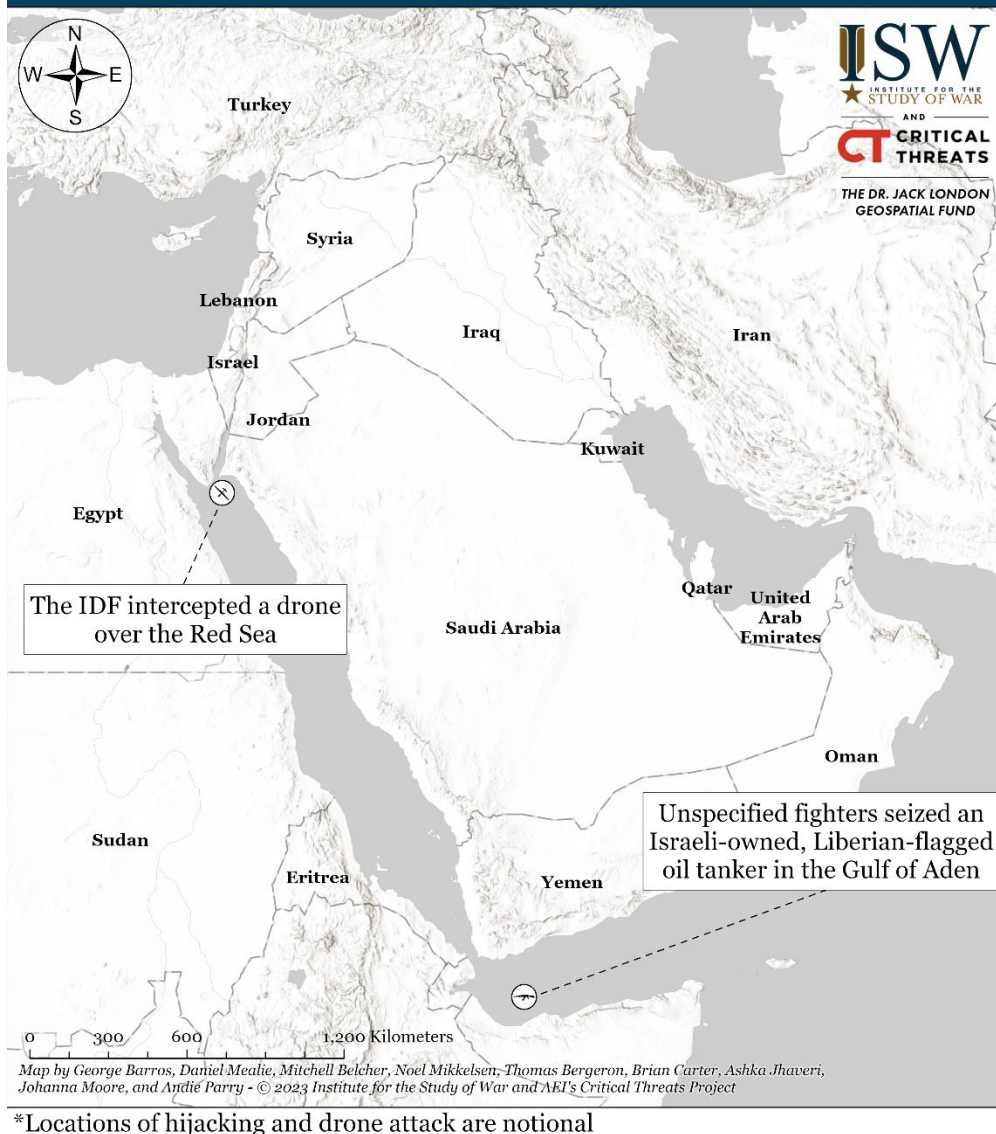 N
W E
S
ISW
INSTITUTE FOR THE
STUDY OF WAR
AND
CT CRITICAL
THREATS
THE DR. JACK LONDON
GEOSPATIAL FUND
Turkey
Syria
Lebanon
Iraq
Iran
Israel
Jordan
Kuwait
Egypt
The IDF intercepted a drone
over the Red Sea
Qatar
United
Arab
Emirates
Saudi Arabia
Oman
Unspecified fighters seized an
Israeli-owned, Liberian-flagged
oil tanker in the Gulf of Aden
Sudan
Eritrea
Yemen
0 300 600 1,200 Kilometers
Map by George Barros, Daniel Mealie, Mitchell Belcher, Noel Mikkelsen, Thomas Bergeron, Brian Carter, Ashka Jhaveri,
Johanna Moore, and Andie Parry - © 2023 Institute for the Study of War and AEI's Critical Threats Project
*Locations of hijacking and drone attack are notional